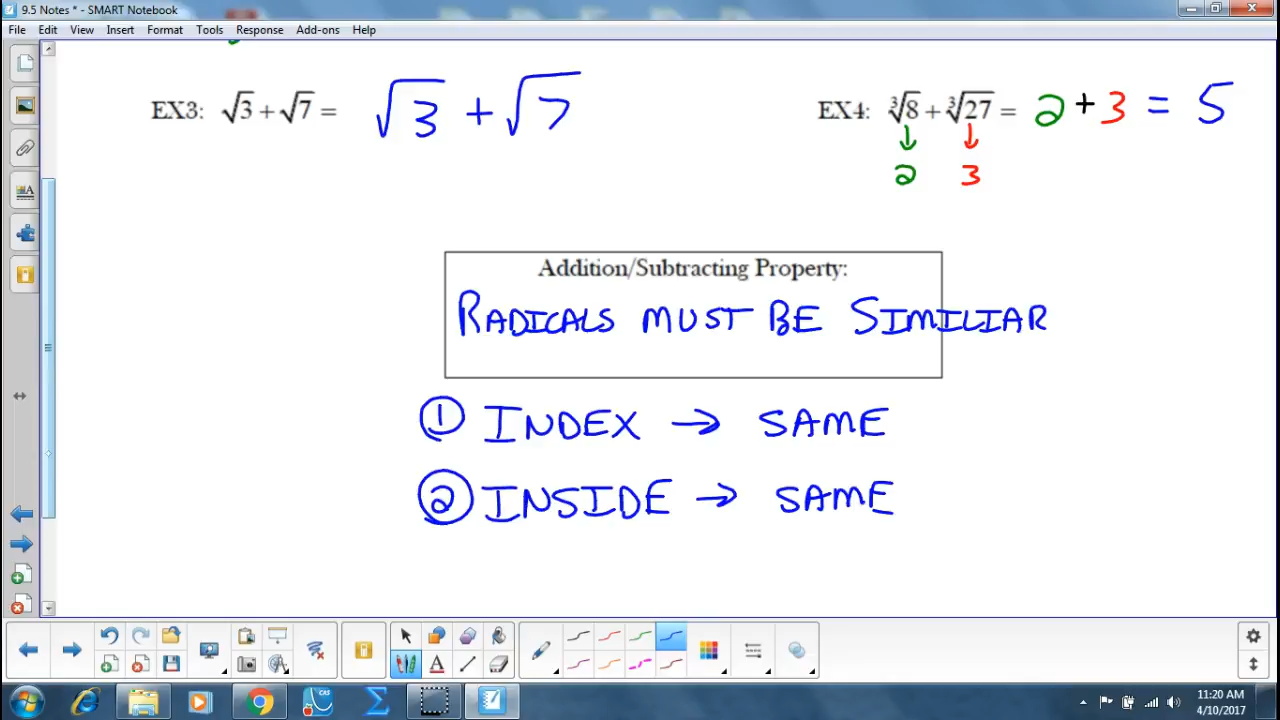 9.5 Notes * - SMART Notebook
File Edit View Insert Format Tools Response Add-ons Help
EX3: √3 + √7 = √3 + √7
EX4: ∛8 + ∛27 = 2 + 3 = 5
2 3
Addition/Subtracting Property:
RADICALS MUST BE SIMILIAR
① INDEX → SAME
② INSIDE → SAME
A
CAS
11:20 AM
4/10/2017